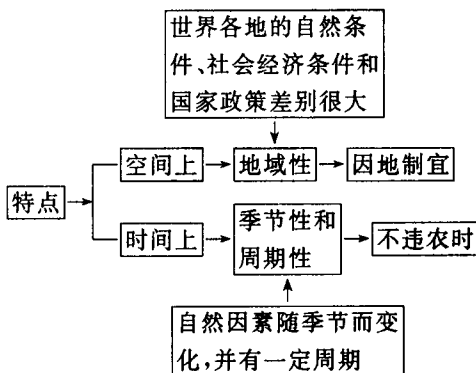 世界各地的自然条
件、社会经济条件和
国家政策差别很大
空间上
地域性
因地制宜
特点
时间上
季节性和
周期性
不违农时
自然因素随季节而变
化,并有一定周期